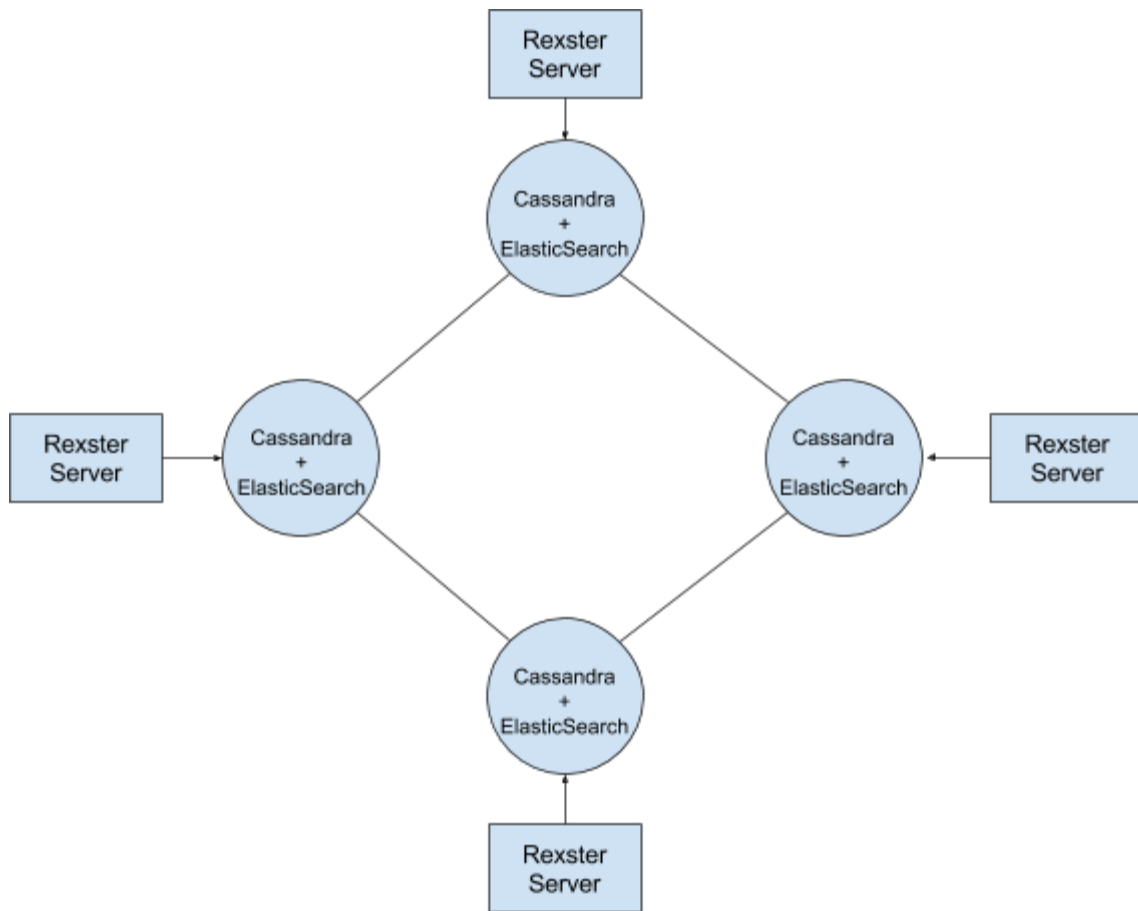 Rexster
Server
Cassandra
+
ElasticSearch
Rexster
Server
Cassandra
+
ElasticSearch
Cassandra
+
ElasticSearch
Rexster
Server
Cassandra
+
ElasticSearch
Rexster
Server